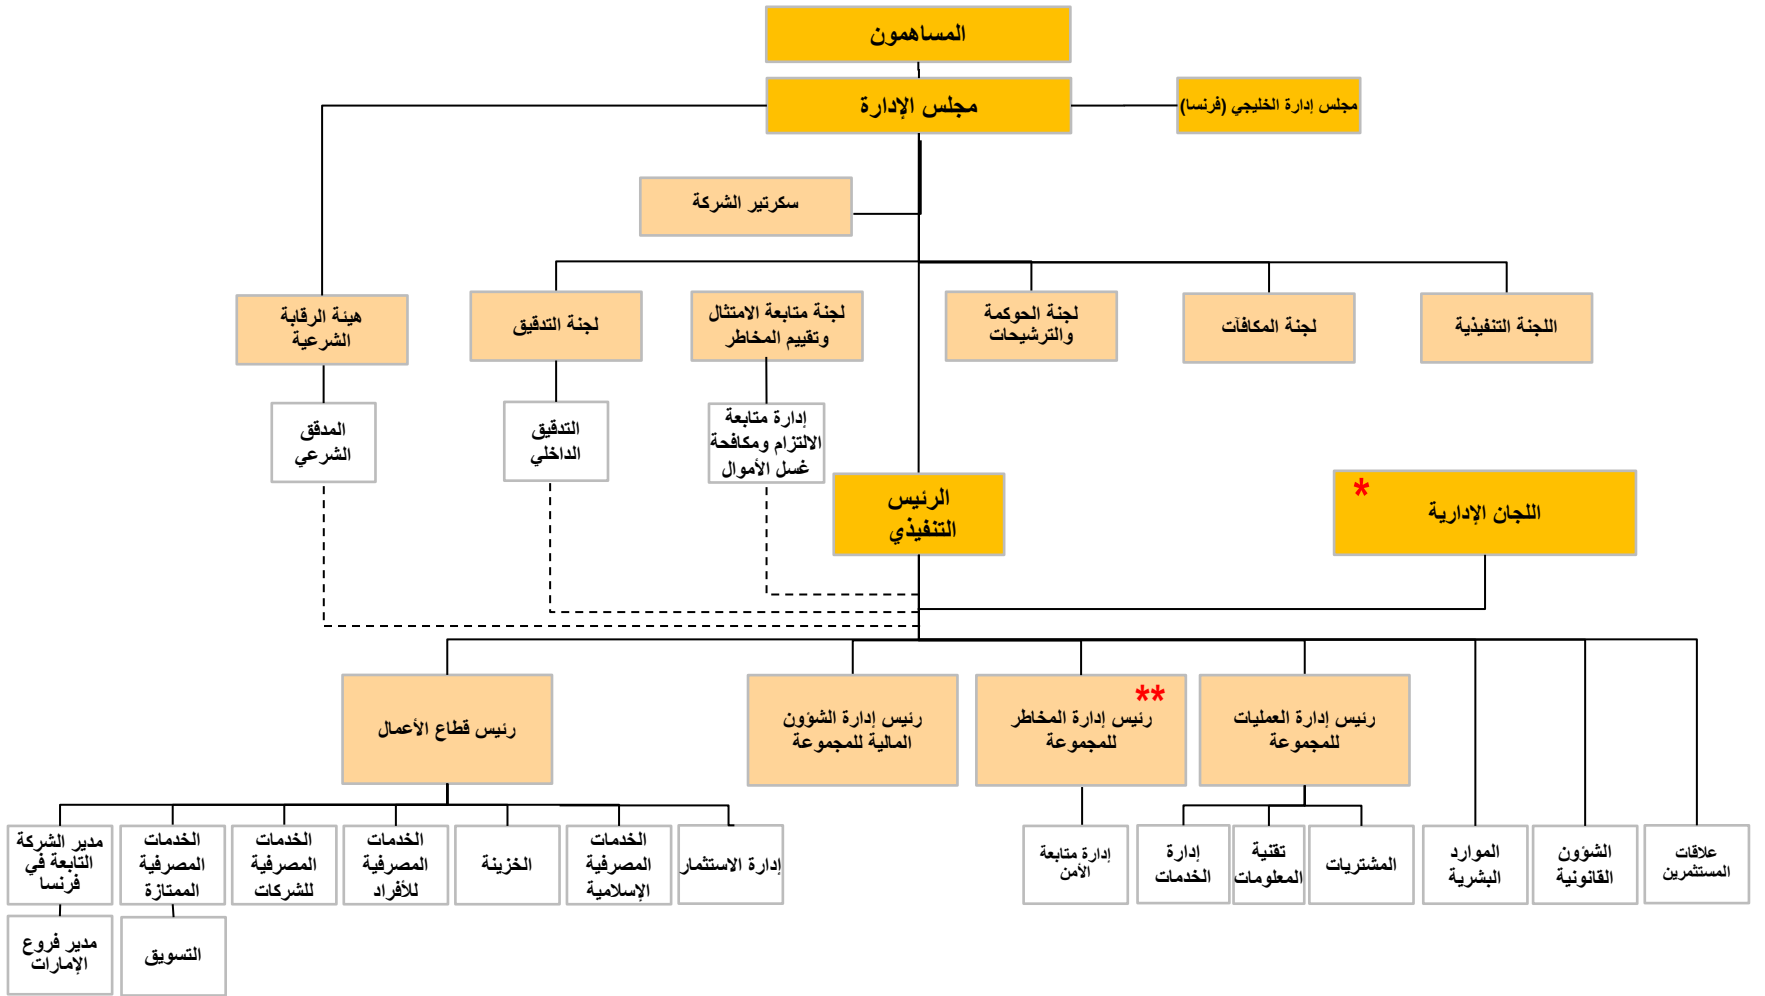 المساهمون
مجلس الإدارة
مجلس إدارة الخليجي (فرنسا)
سكرتير الشركة
اللجنة التنفيذية
لجنة المكافآت
لجنة الحوكمة
والترشيحات
لجنة متابعة الامتثال
وتقييم المخاطر
لجنة التدقيق
هيئة الرقابة
الشرعية
إدارة متابعة
الالتزام ومكافحة
غسل الأموال
التدقيق
الداخلي
المدقق
الشرعي
*
اللجان الإدارية
الرئيس
التنفيذي
رئيس إدارة العمليات
للمجموعة
**
رئيس إدارة المخاطر
للمجموعة
رئيس إدارة الشؤون
المالية للمجموعة
رئيس قطاع الأعمال
علاقات
المستثمرين
الشؤون
القانونية
الموارد
البشرية
المشتريات
تقنية
المعلومات
إدارة
الخدمات
إدارة متابعة
الأمن
إدارة الاستثمار
الخدمات
المصرفية
الإسلامية
الخزينة
الخدمات
المصرفية
للأفراد
الخدمات
المصرفية
للشركات
الخدمات
المصرفية
الممتازة
مدير الشركة
التابعة في
فرنسا
التسويق
مدير فروع
الإمارات